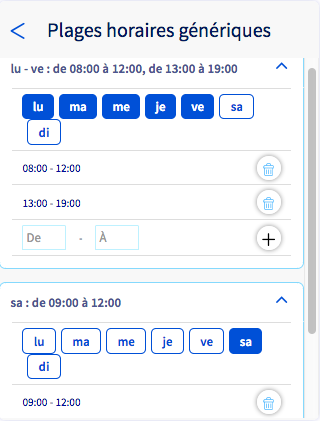 Plages horaires génériques
lu - ve : de 08:00 à 12:00, de 13:00 à 19:00
lu ma me je ve sa
di
08:00 - 12:00
13:00 - 19:00
De - À
sa : de 09:00 à 12:00
lu ma me je ve sa
di
09:00 - 12:00